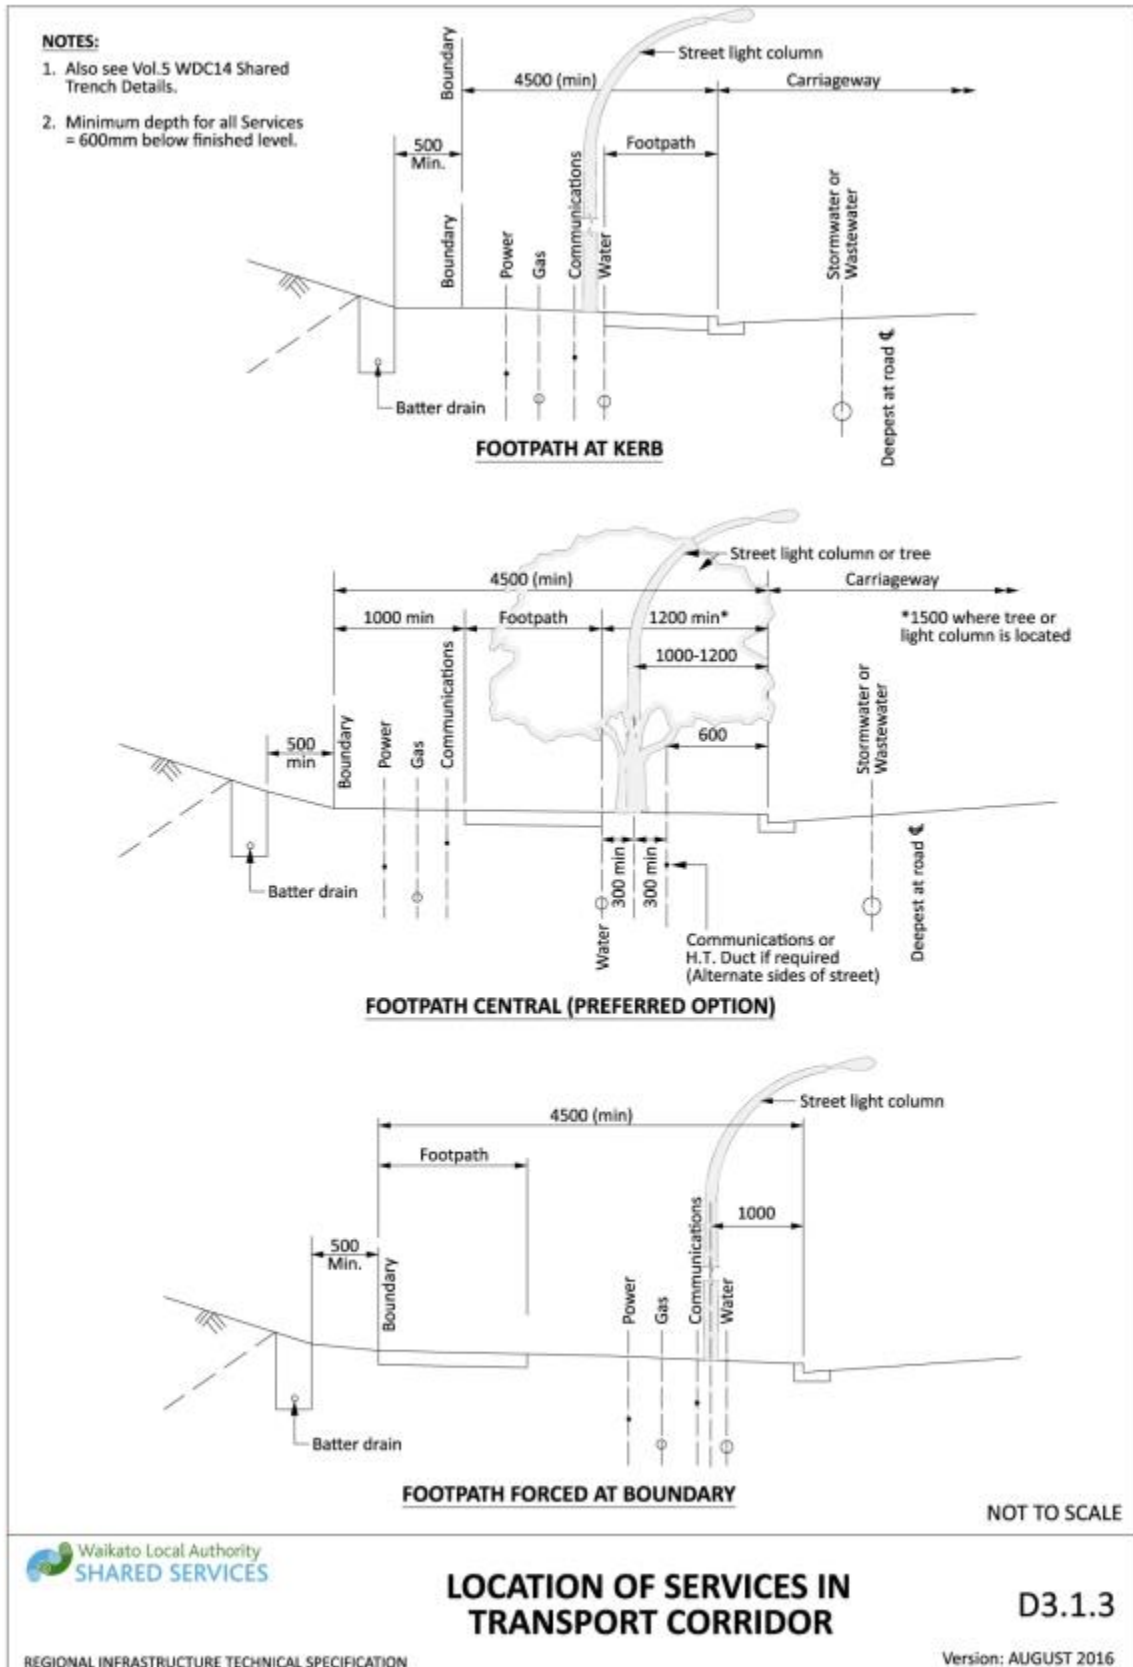 NOTES:
1. Also see Vol.5 WDC14 Shared
Trench Details.
2. Minimum depth for all Services
= 600mm below finished level.
Boundary
4500 (min)
Street light column
Carriageway
500
Min.
Footpath
Boundary
Power
Gas
Communications
Water
Stormwater or
Wastewater
Batter drain
Deepest at road ℄
FOOTPATH AT KERB
Street light column or tree
4500 (min)
Carriageway
1000 min
Footpath
1200 min*
*1500 where tree or
light column is located
1000-1200
600
500
min
Boundary
Power
Gas
Communications
Stormwater or
Wastewater
Batter drain
300 min
300 min
Water
Communications or
H.T. Duct if required
(Alternate sides of street)
Deepest at road ℄
FOOTPATH CENTRAL (PREFERRED OPTION)
Street light column
4500 (min)
Footpath
1000
500
Min.
Boundary
Power
Gas
Communications
Water
Batter drain
FOOTPATH FORCED AT BOUNDARY
NOT TO SCALE
Waikato Local Authority
SHARED SERVICES
LOCATION OF SERVICES IN
TRANSPORT CORRIDOR
D3.1.3
REGIONAL INFRASTRUCTURE TECHNICAL SPECIFICATION
Version: AUGUST 2016